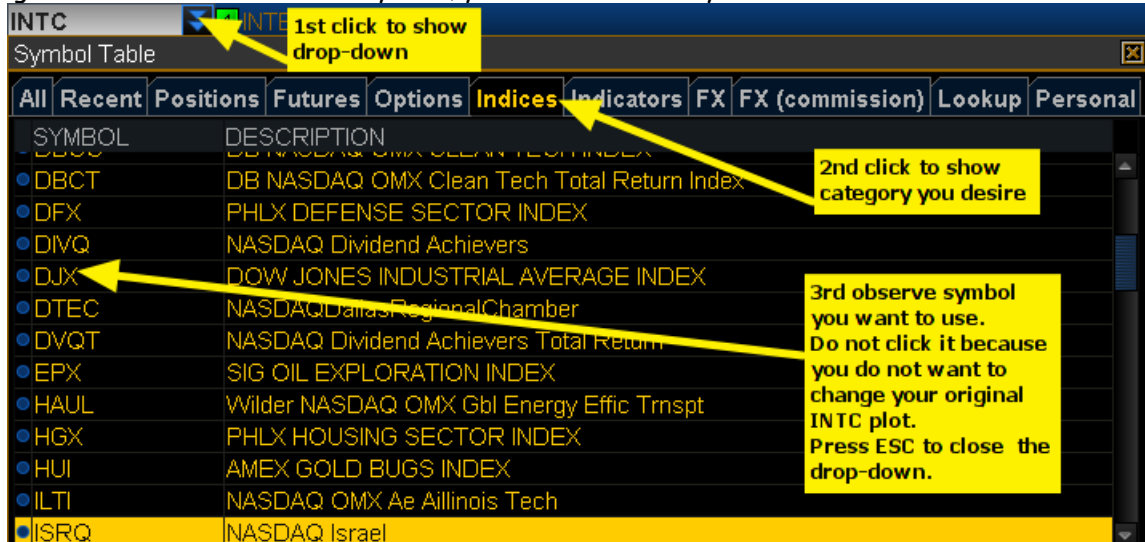 INTC
1st click to show
drop-down
Symbol Table
All Recent Positions Futures Options Indices Indicators FX FX (commission) Lookup Personal
SYMBOL DESCRIPTION
DBCT DB NASDAQ OMX Clean Tech Total Return Index
2nd click to show
category you desire
DFX PHLX DEFENSE SECTOR INDEX
DIVQ NASDAQ Dividend Achievers
DJX DOW JONES INDUSTRIAL AVERAGE INDEX
DTEC NASDAQDallasRegionalChamber
DVQT NASDAQ Dividend Achievers Total Return
EPX SIG OIL EXPLORATION INDEX
HAUL Wilder NASDAQ OMX Gbl Energy Effic Trnspt
HGX PHLX HOUSING SECTOR INDEX
HUI AMEX GOLD BUGS INDEX
ILTI NASDAQ OMX Ae Aillinois Tech
ISRQ NASDAQ Israel
3rd observe symbol
you want to use.
Do not click it because
you do not want to
change your original
INTC plot.
Press ESC to close the
drop-down.